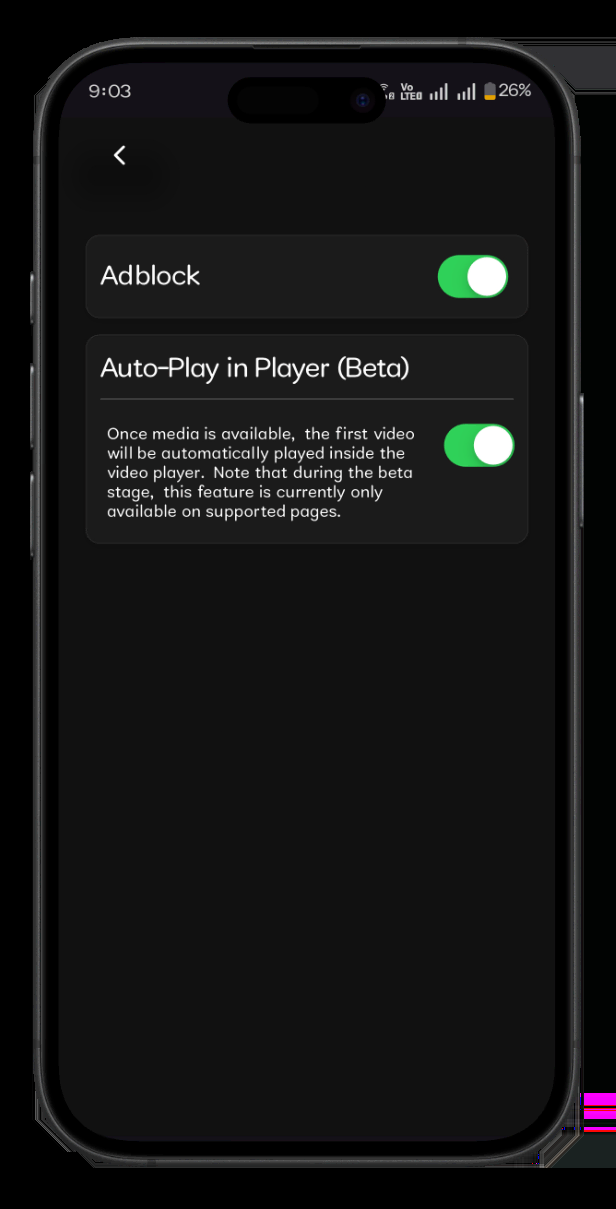 9:03
Vo
LTE
26%
Adblock
Auto-Play in Player (Beta)
Once media is available, the first video
will be automatically played inside the
video player. Note that during the beta
stage, this feature is currently only
available on supported pages.